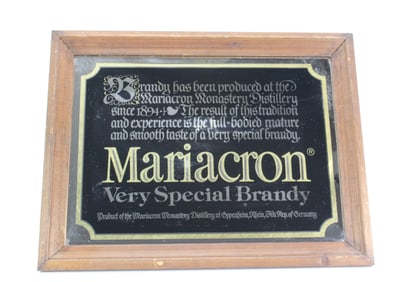 Brandy has been produced at the
Mariacron Monastery Distillery
since 1894. The result of this tradition
and experience is the full-bodied mature
and smooth taste of a very special brandy.
Mariacron®
Very Special Brandy
Product of the Mariacron Monastery Distillery at Oppenheim, Rhein, Fed. Rep. of Germany